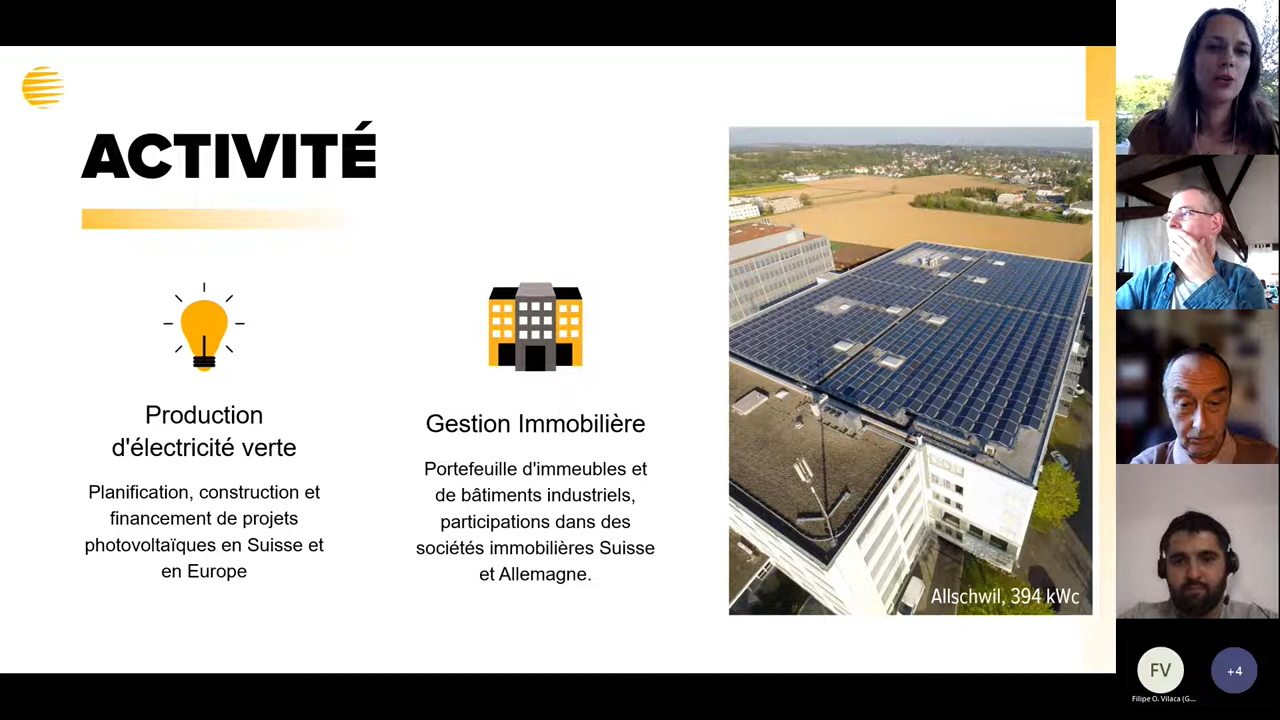 ACTIVITÉ
Production
d'électricité verte
Planification, construction et
financement de projets
photovoltaïques en Suisse et
en Europe
Gestion Immobilière
Portefeuille d'immeubles et
de bâtiments industriels,
participations dans des
sociétés immobilières Suisse
et Allemagne.
Allschwil, 394 kWc
FV
+4
Filipe O. Vilaca (G...